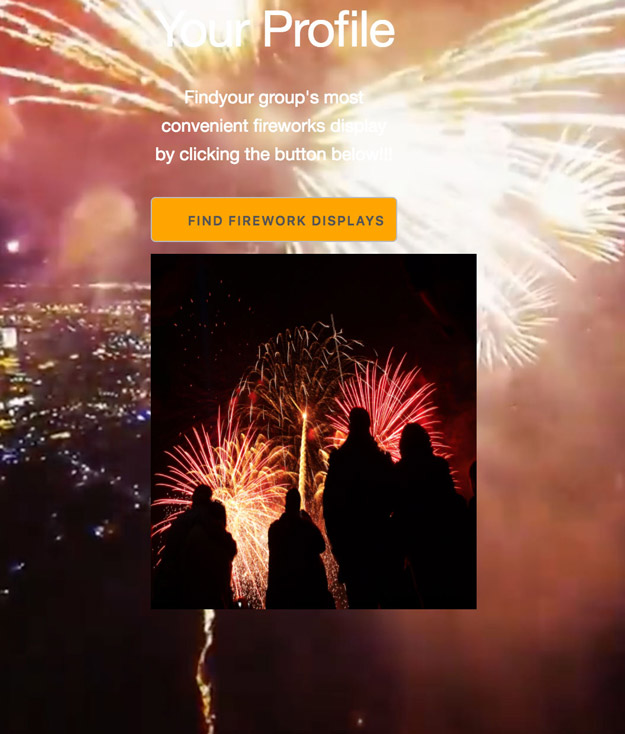 Your Profile
Findyour group's most
convenient fireworks display
by clicking the button below!!!
FIND FIREWORK DISPLAYS